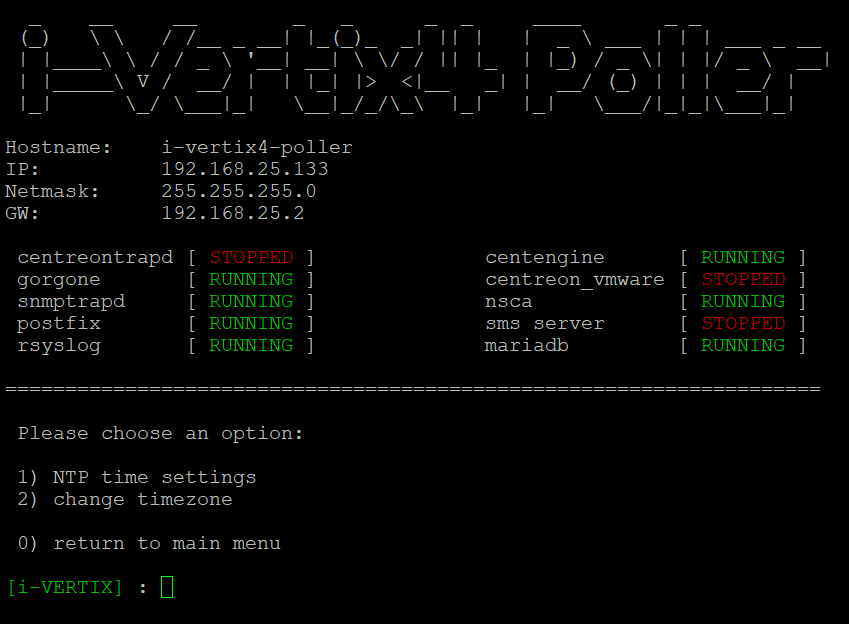 i-Vertix4 Poller
Hostname: i-vertix4-poller
IP: 192.168.25.133
Netmask: 255.255.255.0
GW: 192.168.25.2
centreontrapd [ STOPPED ] centengine [ RUNNING ]
gorgone [ RUNNING ] centreon_vmware [ STOPPED ]
snmptrapd [ RUNNING ] nsca [ RUNNING ]
postfix [ RUNNING ] sms server [ STOPPED ]
rsyslog [ RUNNING ] mariadb [ RUNNING ]
====================================================================
Please choose an option:
1) NTP time settings
2) change timezone
0) return to main menu
[i-VERTIX] :